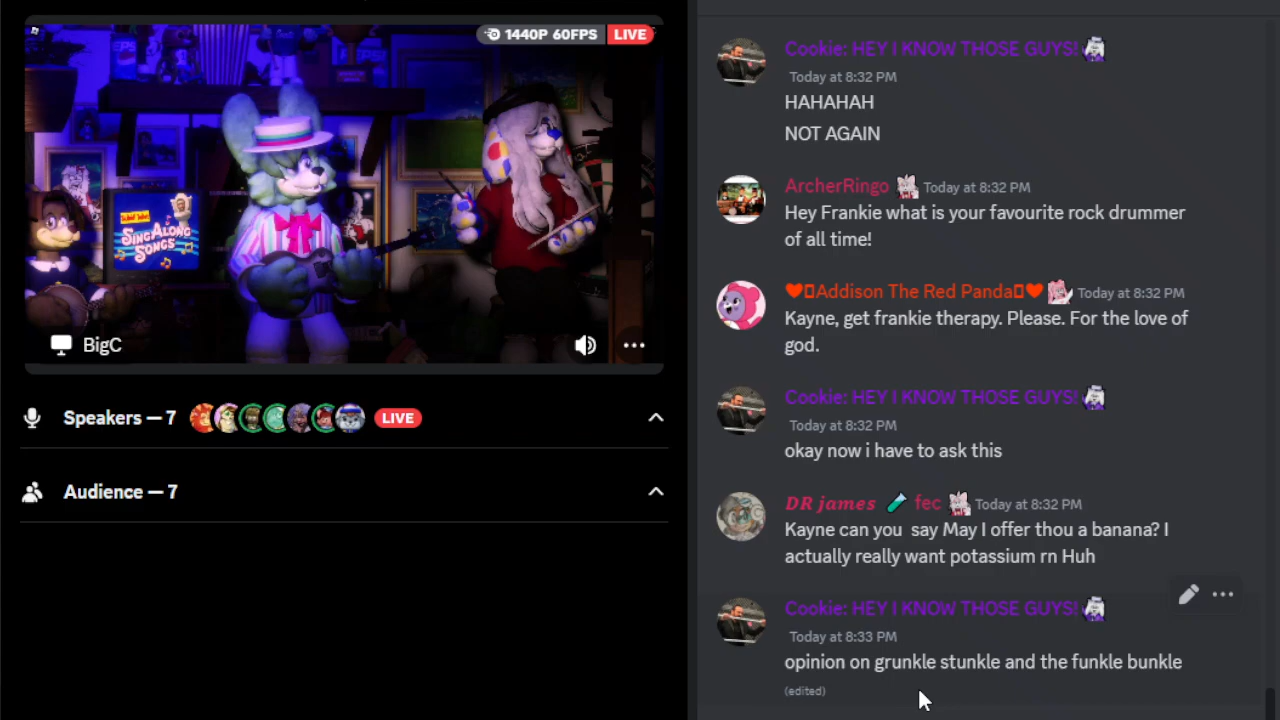 1440P 60FPS LIVE
SING ALONG
SONGS
BigC
Speakers — 7 LIVE
Audience — 7
Cookie: HEY I KNOW THOSE GUYS!
Today at 8:32 PM
HAHAHAH
NOT AGAIN
ArcherRingo Today at 8:32 PM
Hey Frankie what is your favourite rock drummer
of all time!
Addison The Red Panda Today at 8:32 PM
Kayne, get frankie therapy. Please. For the love of
god.
Cookie: HEY I KNOW THOSE GUYS!
Today at 8:32 PM
okay now i have to ask this
DR james fec Today at 8:32 PM
Kayne can you say May I offer thou a banana? I
actually really want potassium rn Huh
Cookie: HEY I KNOW THOSE GUYS!
Today at 8:33 PM
opinion on grunkle stunkle and the funkle bunkle
(edited)